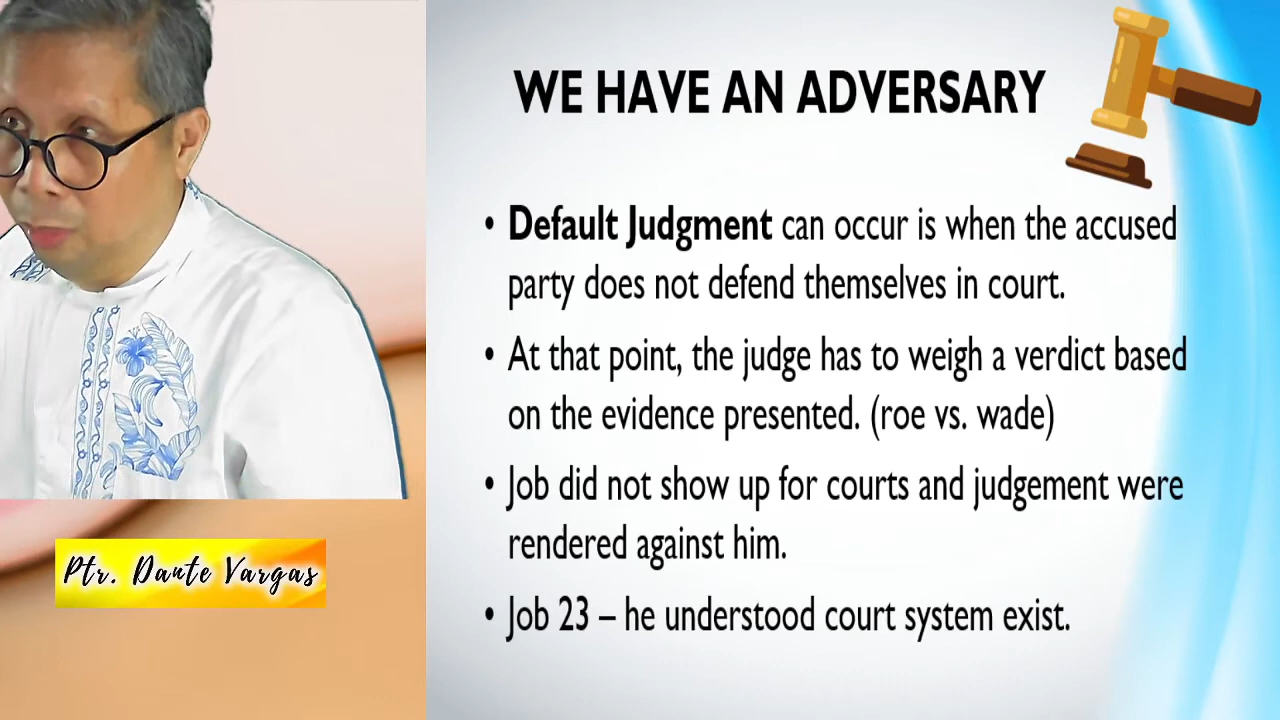 WE HAVE AN ADVERSARY
• Default Judgment can occur is when the accused
party does not defend themselves in court.
• At that point, the judge has to weigh a verdict based
on the evidence presented. (roe vs. wade)
• Job did not show up for courts and judgement were
rendered against him.
• Job 23 – he understood court system exist.
Ptr. Dante Vargas